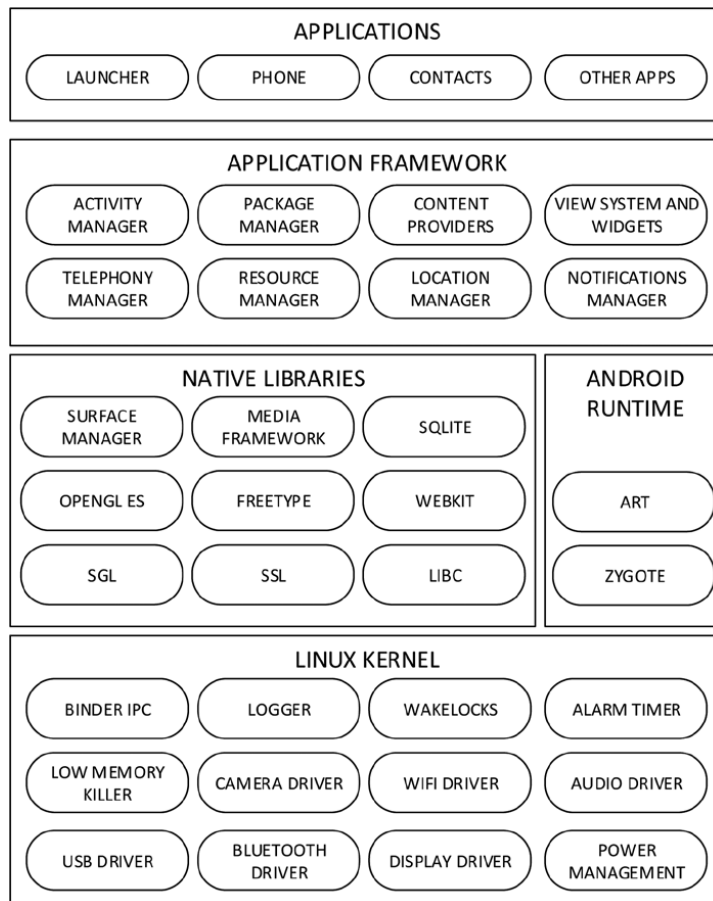 APPLICATIONS
LAUNCHER
PHONE
CONTACTS
OTHER APPS
APPLICATION FRAMEWORK
ACTIVITY
MANAGER
PACKAGE
MANAGER
CONTENT
PROVIDERS
VIEW SYSTEM AND
WIDGETS
TELEPHONY
MANAGER
RESOURCE
MANAGER
LOCATION
MANAGER
NOTIFICATIONS
MANAGER
NATIVE LIBRARIES
SURFACE
MANAGER
MEDIA
FRAMEWORK
SQLITE
OPENGL ES
FREETYPE
WEBKIT
SGL
SSL
LIBC
ANDROID
RUNTIME
ART
ZYGOTE
LINUX KERNEL
BINDER IPC
LOGGER
WAKELOCKS
ALARM TIMER
LOW MEMORY
KILLER
CAMERA DRIVER
WIFI DRIVER
AUDIO DRIVER
USB DRIVER
BLUETOOTH
DRIVER
DISPLAY DRIVER
POWER
MANAGEMENT